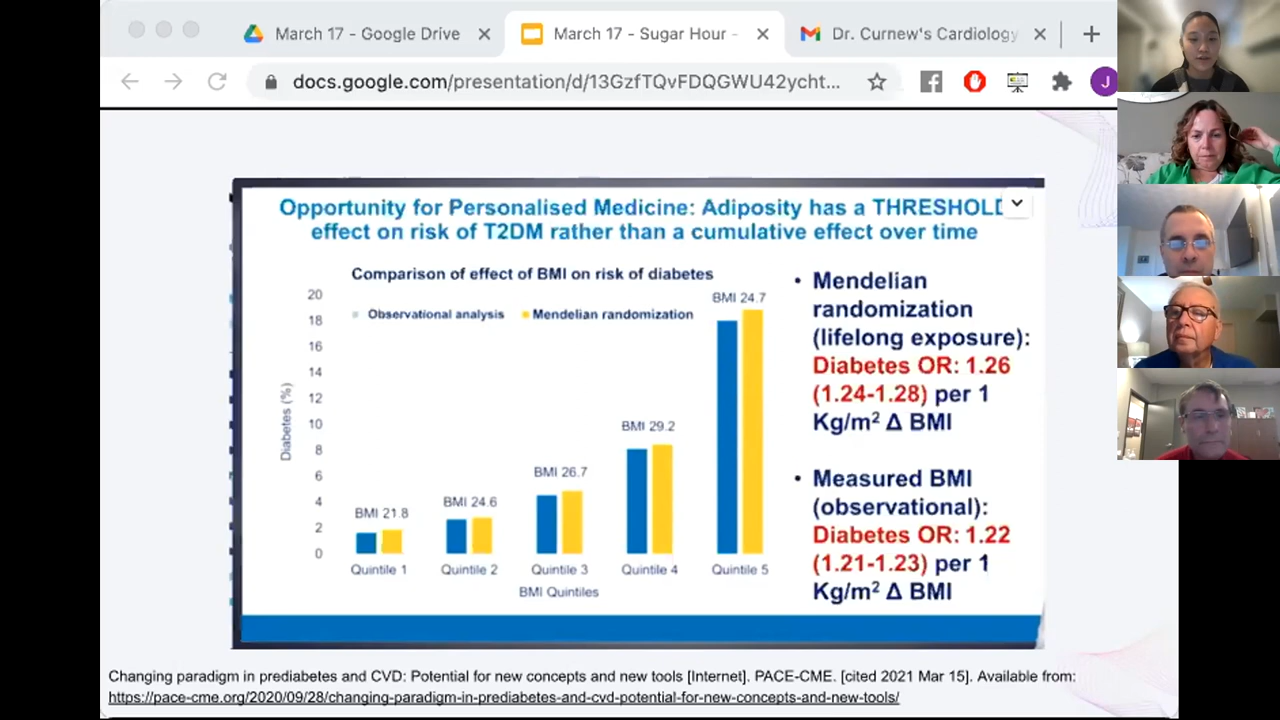 March 17 - Google Drive
March 17 - Sugar Hour -
Dr. Curnew's Cardiology
docs.google.com/presentation/d/13GzfTQvFDQGWU42ycht...
J
Opportunity for Personalised Medicine: Adiposity has a THRESHOLD
effect on risk of T2DM rather than a cumulative effect over time
Comparison of effect of BMI on risk of diabetes
Observational analysis
Mendelian randomization
Diabetes (%)
20
18
16
14
12
10
8
6
4
2
0
BMI 21.8
BMI 24.6
BMI 26.7
BMI 29.2
BMI 24.7
Quintile 1
Quintile 2
Quintile 3
Quintile 4
Quintile 5
BMI Quintiles
• Mendelian
randomization
(lifelong exposure):
Diabetes OR: 1.26
(1.24-1.28) per 1
Kg/m² Δ BMI
• Measured BMI
(observational):
Diabetes OR: 1.22
(1.21-1.23) per 1
Kg/m² Δ BMI
Changing paradigm in prediabetes and CVD: Potential for new concepts and new tools [Internet]. PACE-CME. [cited 2021 Mar 15]. Available from:
https://pace-cme.org/2020/09/28/changing-paradigm-in-prediabetes-and-cvd-potential-for-new-concepts-and-new-tools/